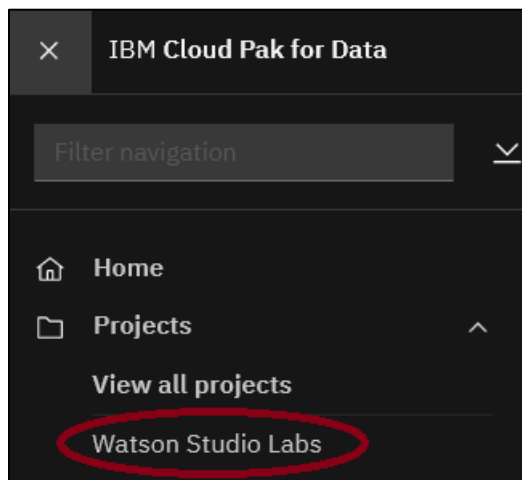 IBM Cloud Pak for Data
Filter navigation
Home
Projects
View all projects
Watson Studio Labs